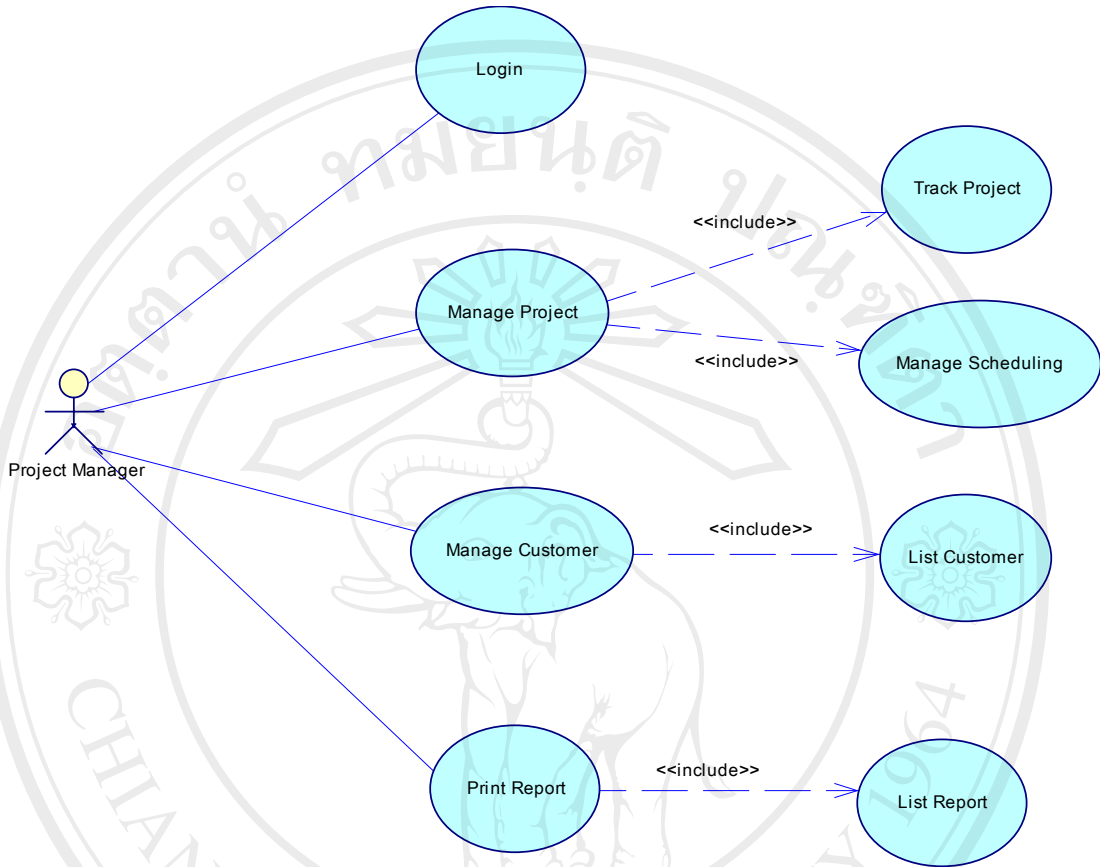 Login
Track Project
<<include>>
Manage Project
<<include>>
Manage Scheduling
Project Manager
Manage Customer
<<include>>
List Customer
Print Report
<<include>>
List Report
1964